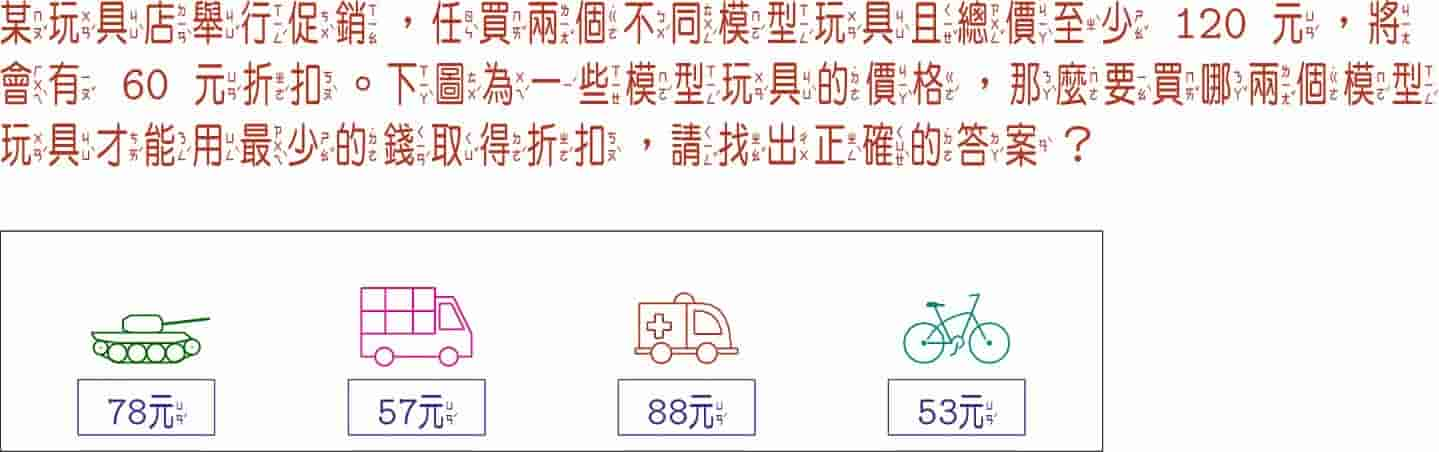 某玩具店舉行促銷，任買兩個不同模型玩具且總價至少 120 元，將
會有 60 元折扣。下圖為一些模型玩具的價格，那麼要買哪兩個模型
玩具才能用最少的錢取得折扣，請找出正確的答案？
78元 57元 88元 53元